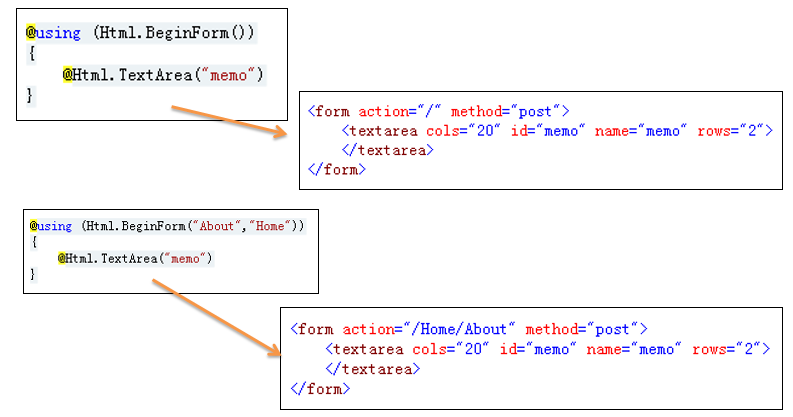 @using (Html.BeginForm())
{
    @Html.TextArea("memo")
}
<form action="/" method="post">
    <textarea cols="20" id="memo" name="memo" rows="2">
    </textarea>
</form>
@using (Html.BeginForm("About","Home"))
{
    @Html.TextArea("memo")
}
<form action="/Home/About" method="post">
    <textarea cols="20" id="memo" name="memo" rows="2">
    </textarea>
</form>